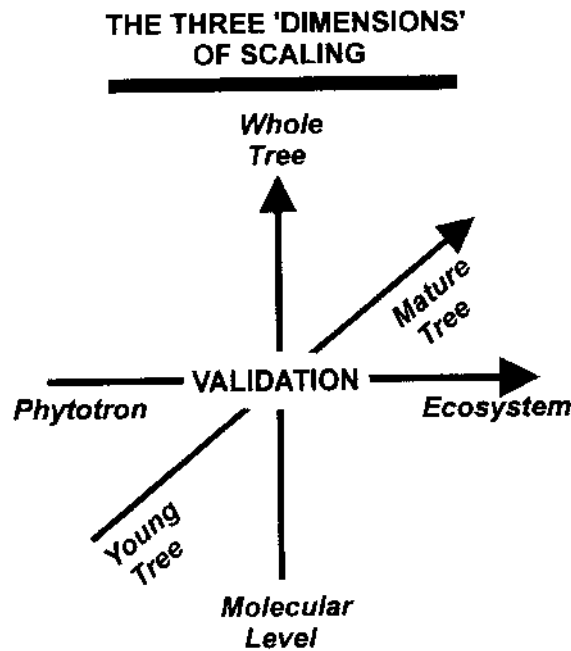 THE THREE 'DIMENSIONS'
OF SCALING
Whole
Tree
Mature
Tree
VALIDATION
Phytotron
Ecosystem
Young
Tree
Molecular
Level